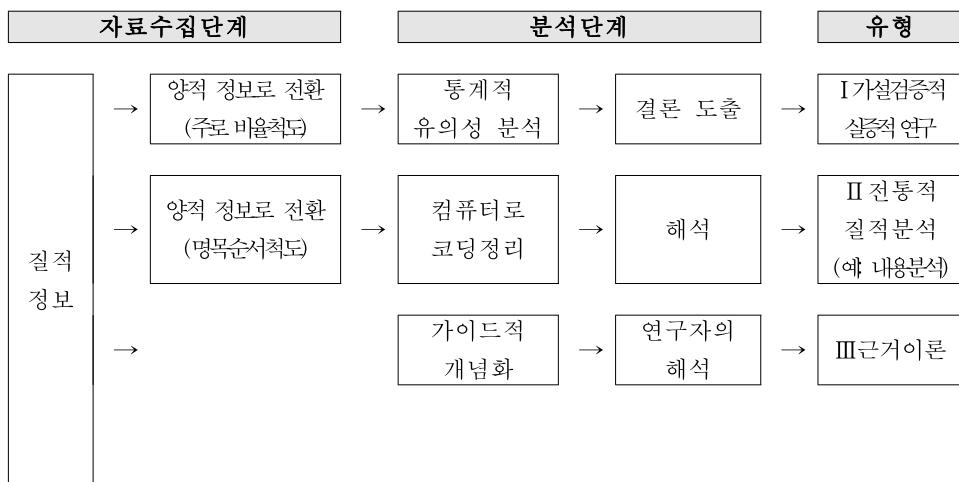 자료수집단계
분석단계
유형
질적
정보
→
양적 정보로 전환
(주로 비율척도)
→
통계적
유의성 분석
→
결론 도출
→
Ⅰ가설검증적
실증적 연구
→
양적 정보로 전환
(명목순서척도)
→
컴퓨터로
코딩정리
→
해석
→
Ⅱ전통적
질적분석
(예: 내용분석)
→
가이드적
개념화
→
연구자의
해석
→
Ⅲ근거이론